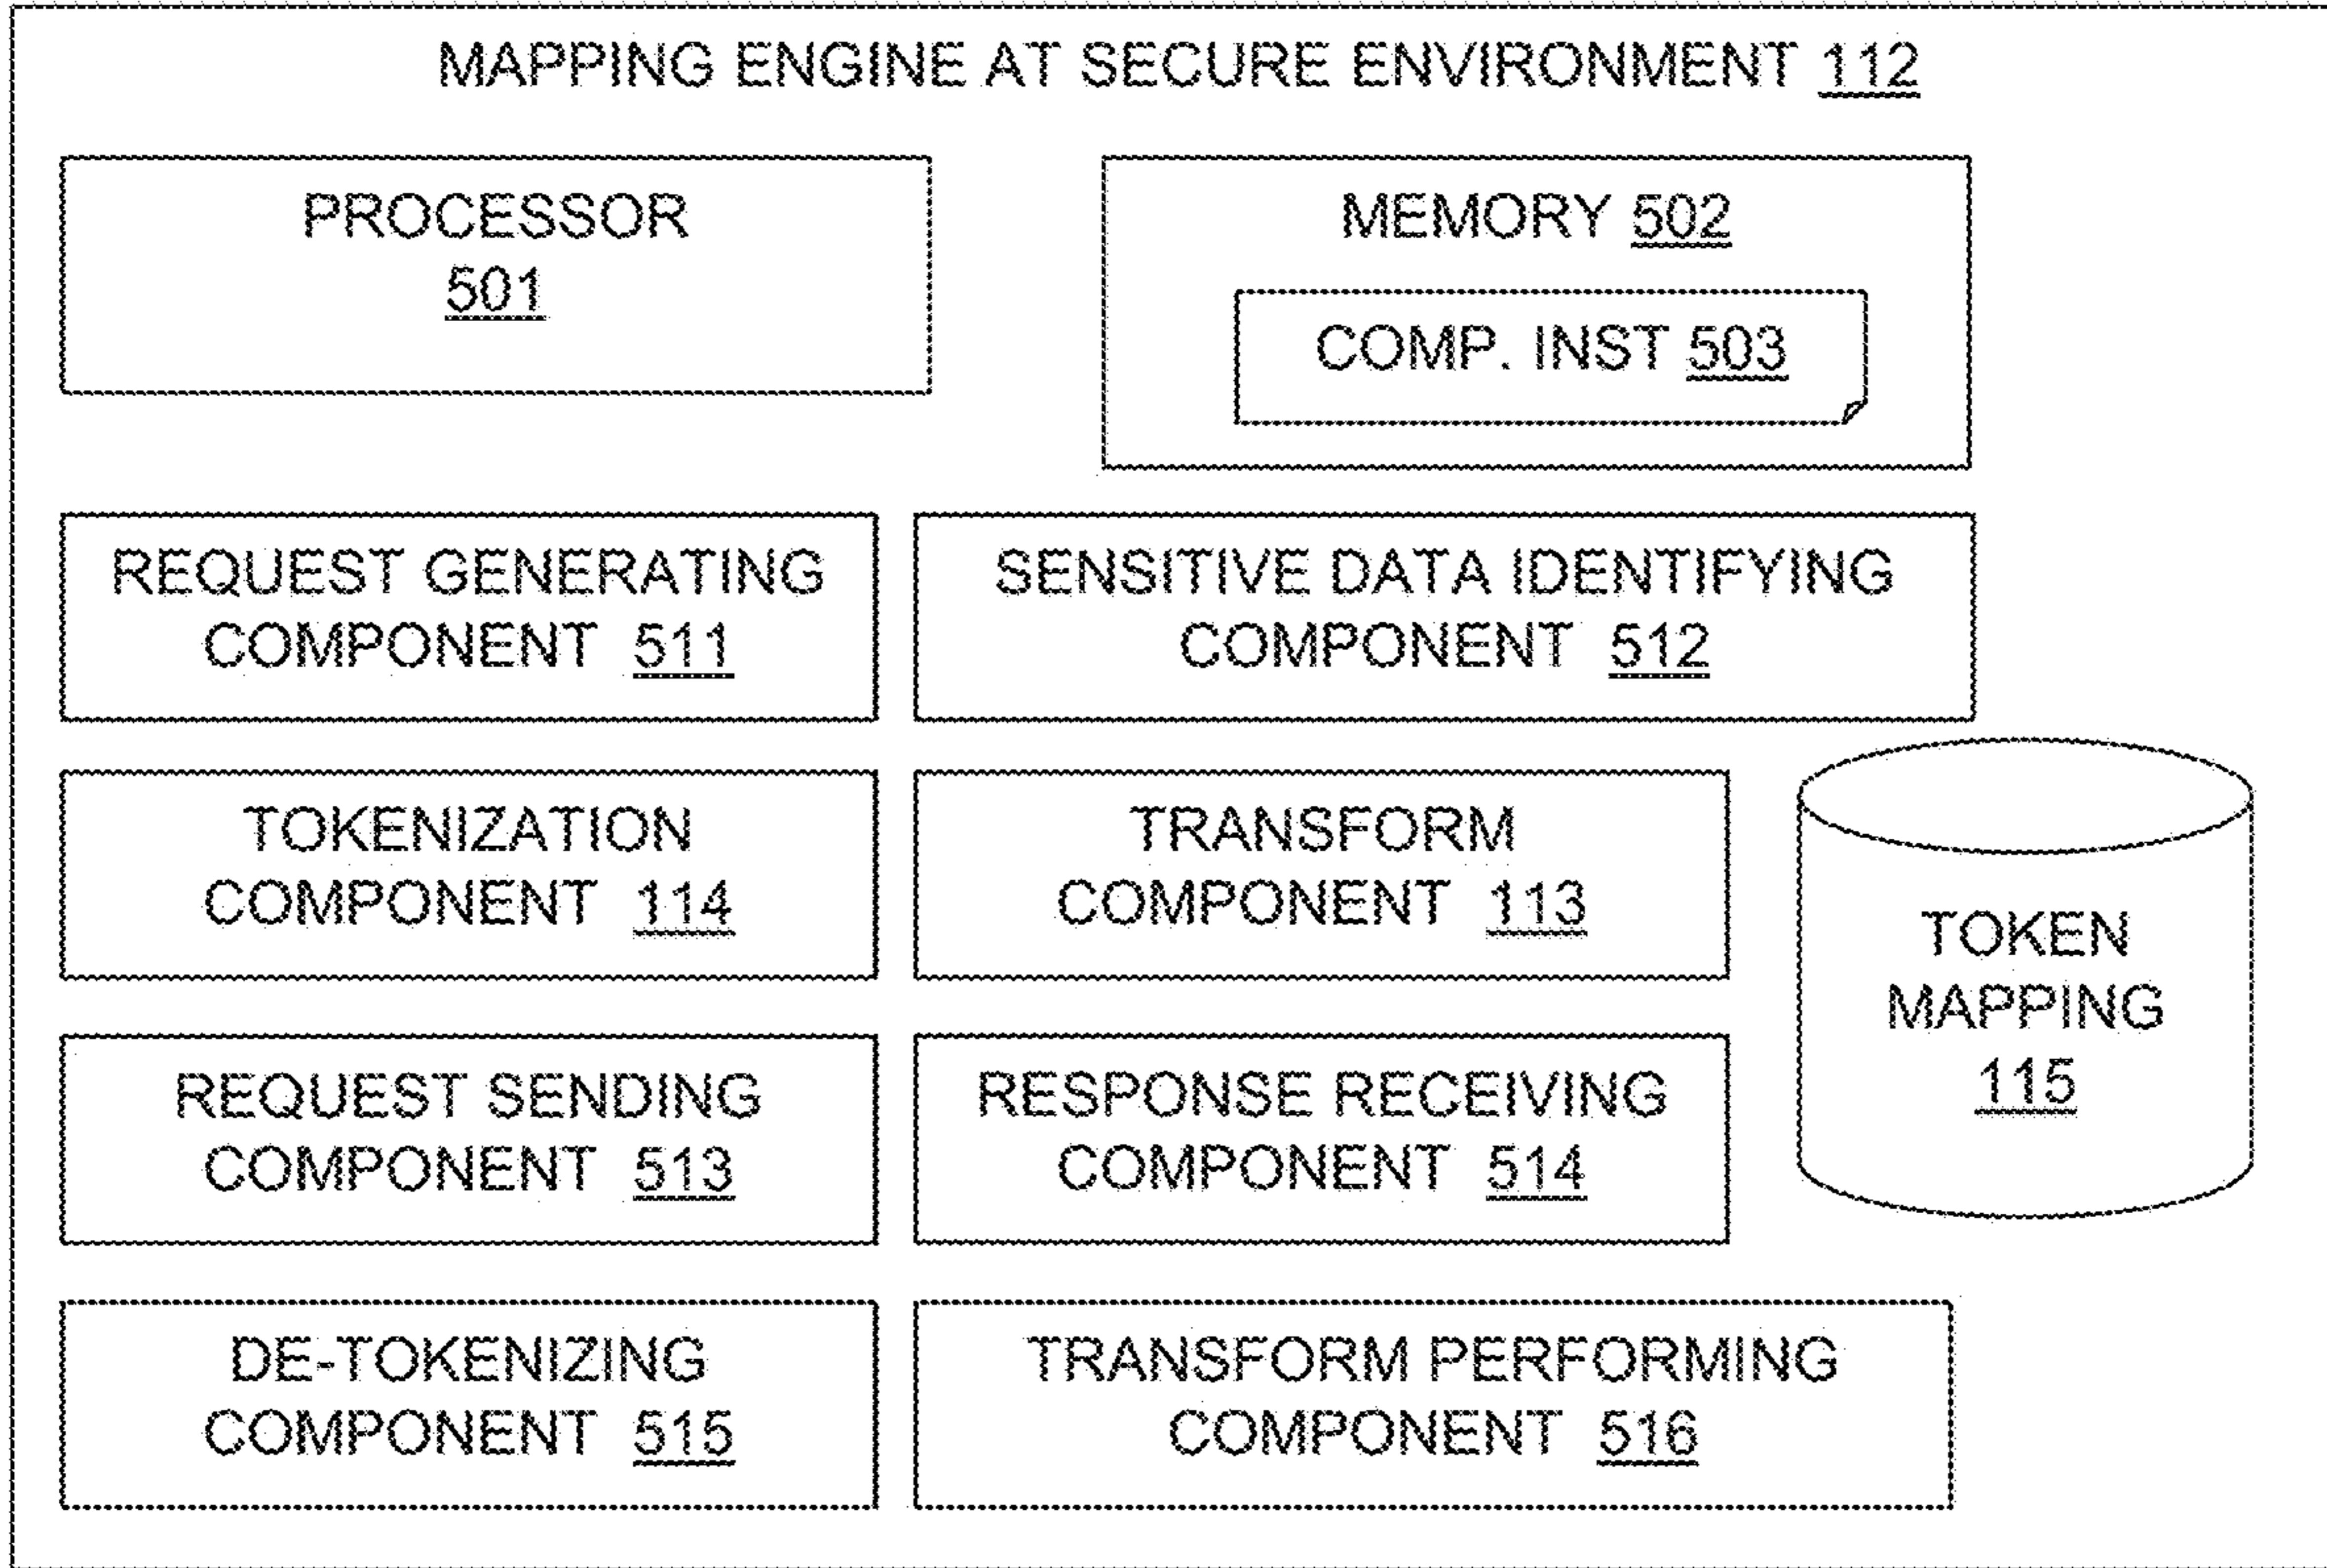 MAPPING ENGINE AT SECURE ENVIRONMENT 112
PROCESSOR
501
MEMORY 502
COMP. INST 503
REQUEST GENERATING
COMPONENT 511
SENSITIVE DATA IDENTIFYING
COMPONENT 512
TOKENIZATION
COMPONENT 114
TRANSFORM
COMPONENT 113
TOKEN
MAPPING
115
REQUEST SENDING
COMPONENT 513
RESPONSE RECEIVING
COMPONENT 514
DE-TOKENIZING
COMPONENT 515
TRANSFORM PERFORMING
COMPONENT 516